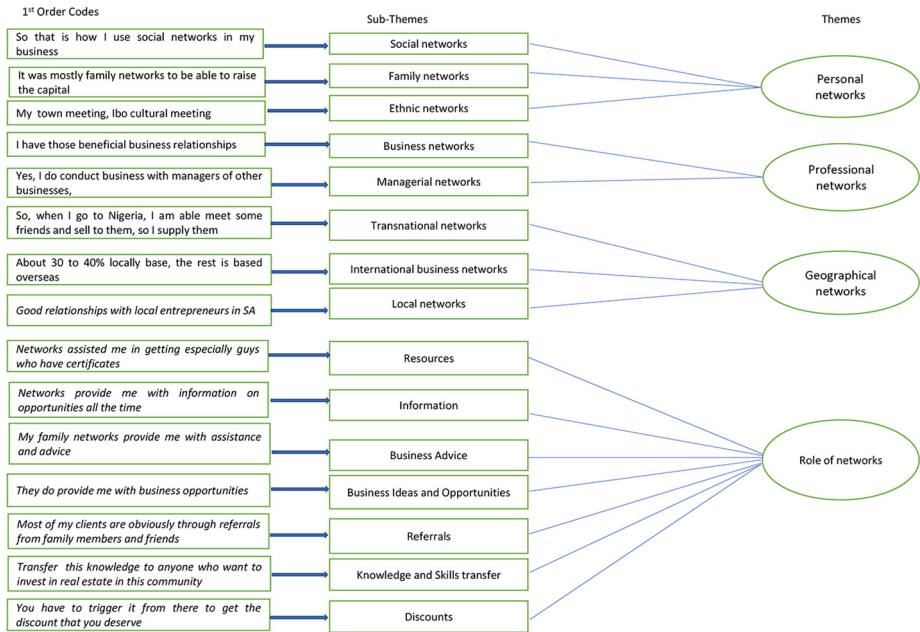 1st Order Codes
Sub-Themes
Themes
So that is how I use social networks in my
business
Social networks
It was mostly family networks to be able to raise
the capital
Family networks
My town meeting, Ibo cultural meeting
Ethnic networks
Personal
networks
I have those beneficial business relationships
Business networks
Yes, I do conduct business with managers of other
businesses,
Managerial networks
Professional
networks
So, when I go to Nigeria, I am able meet some
friends and sell to them, so I supply them
Transnational networks
About 30 to 40% locally base, the rest is based
overseas
International business networks
Good relationships with local entrepreneurs in SA
Local networks
Geographical
networks
Networks assisted me in getting especially guys
who have certificates
Resources
Networks provide me with information on
opportunities all the time
Information
My family networks provide me with assistance
and advice
Business Advice
They do provide me with business opportunities
Business Ideas and Opportunities
Most of my clients are obviously through referrals
from family members and friends
Referrals
Transfer this knowledge to anyone who want to
invest in real estate in this community
Knowledge and Skills transfer
You have to trigger it from there to get the
discount that you deserve
Discounts
Role of networks